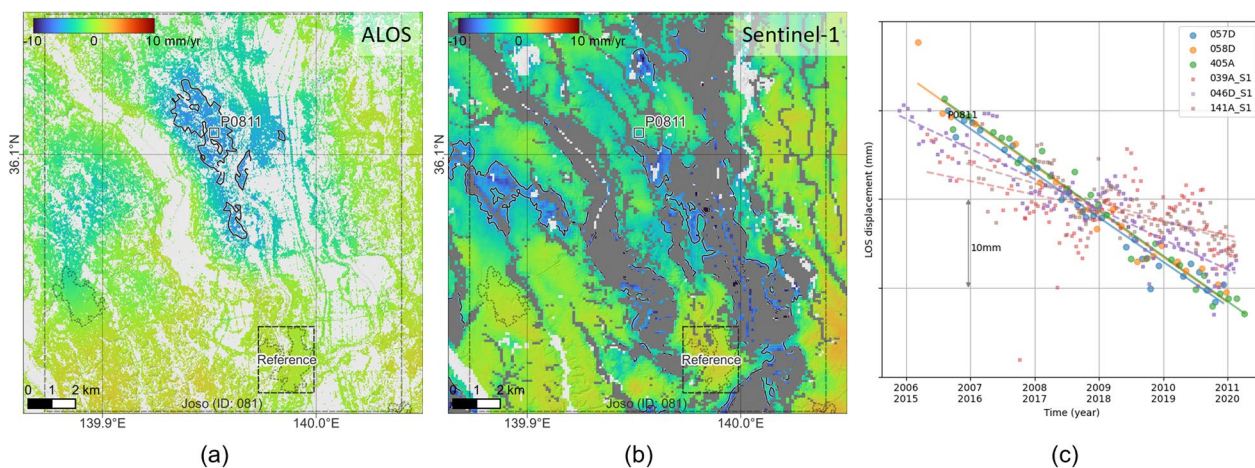 -10 0 10 mm/yr
ALOS
P0811
36.1°N
Reference
0 1 2 km
Joso (ID: 081)
139.9°E 140.0°E
(a)
-10 0 10 mm/yr
Sentinel-1
P0811
36.1°N
Reference
0 1 2 km
Joso (ID: 081)
139.9°E 140.0°E
(b)
057D
058D
405A
039A_S1
046D_S1
141A_S1
P0811
LOS displacement (mm)
10mm
2006 2007 2008 2009 2010 2011
2015 2016 2017 2018 2019 2020
Time (year)
(c)